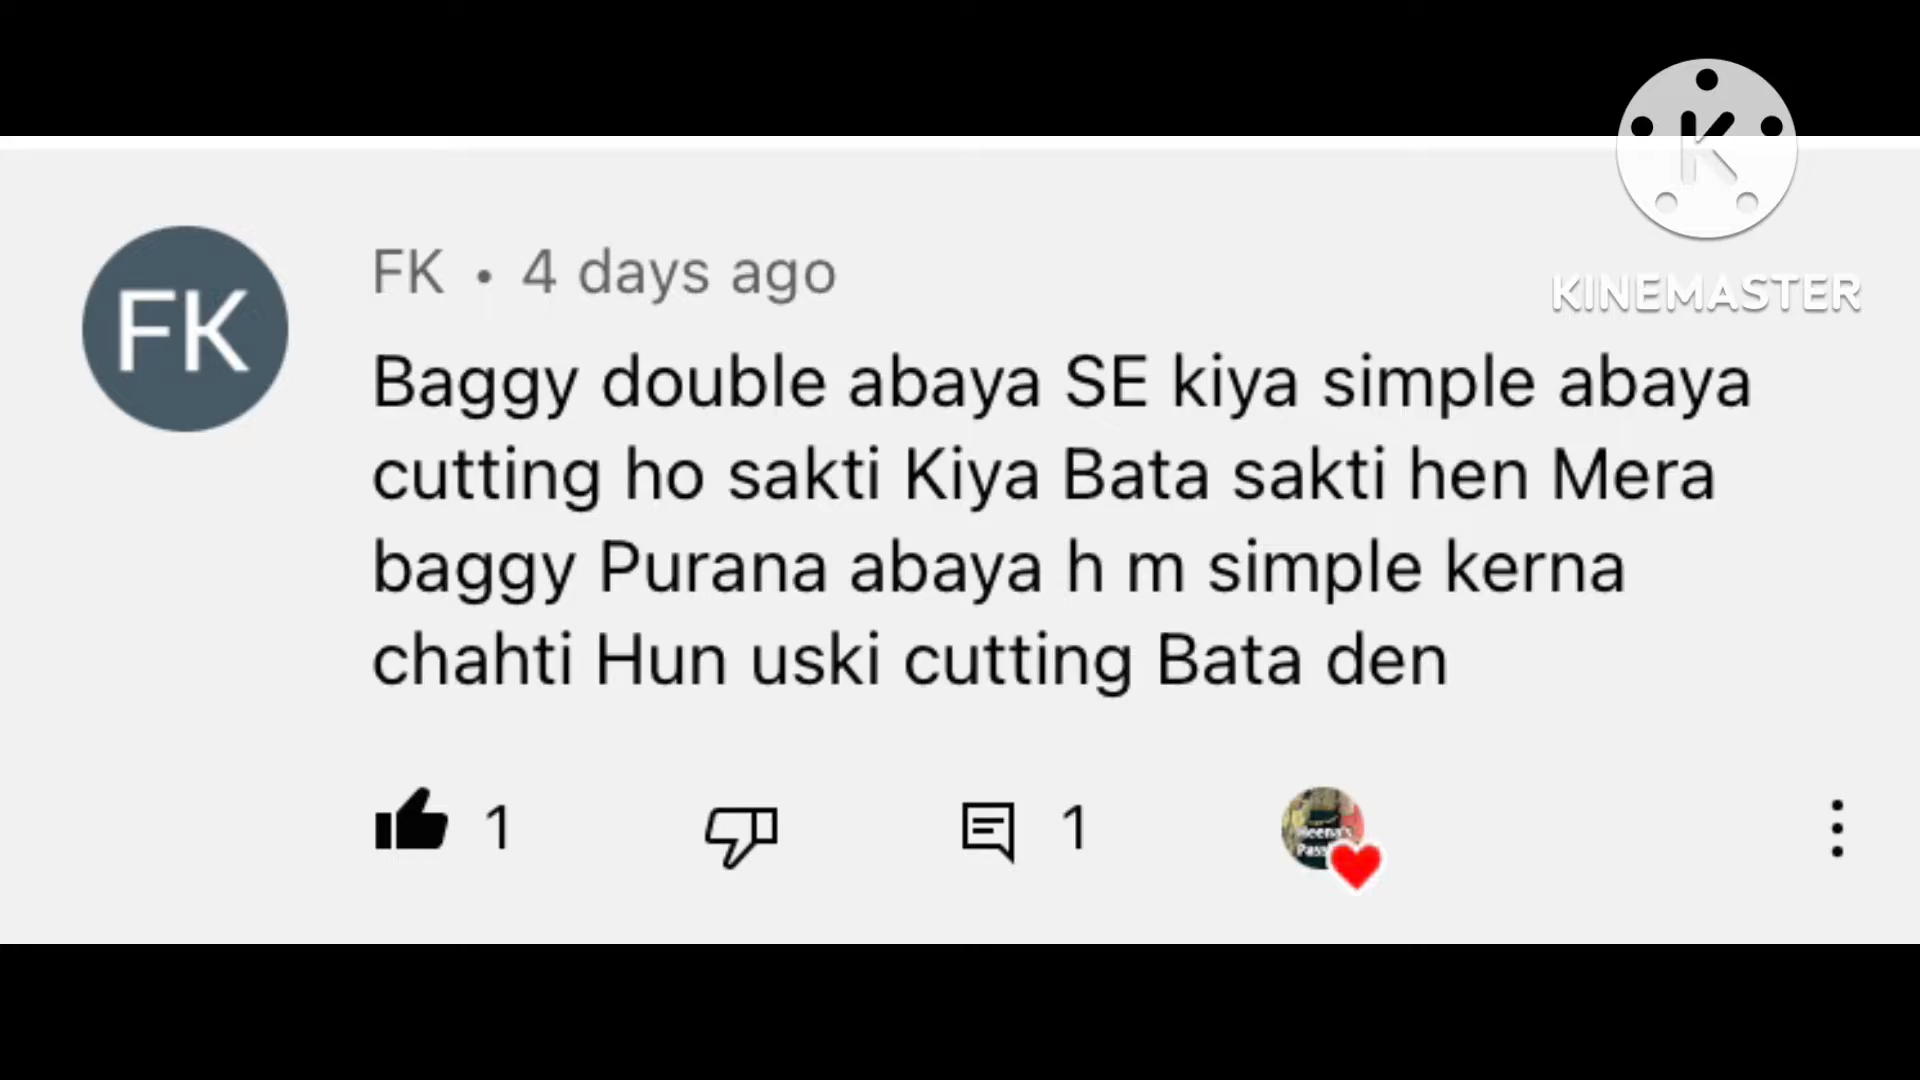 K
KINEMASTER
FK
FK • 4 days ago
Baggy double abaya SE kiya simple abaya
cutting ho sakti Kiya Bata sakti hen Mera
baggy Purana abaya h m simple kerna
chahti Hun uski cutting Bata den
1
1